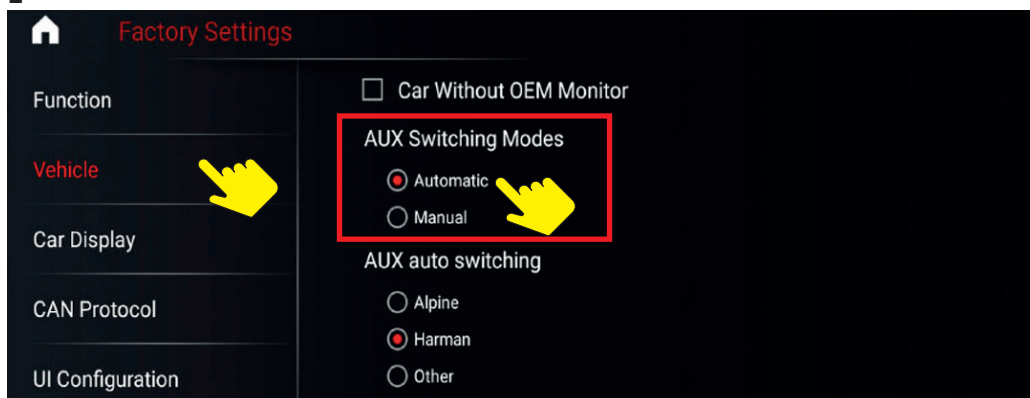 Factory Settings
Function
Vehicle
Car Display
CAN Protocol
UI Configuration
Car Without OEM Monitor
AUX Switching Modes
Automatic
Manual
AUX auto switching
Alpine
Harman
Other